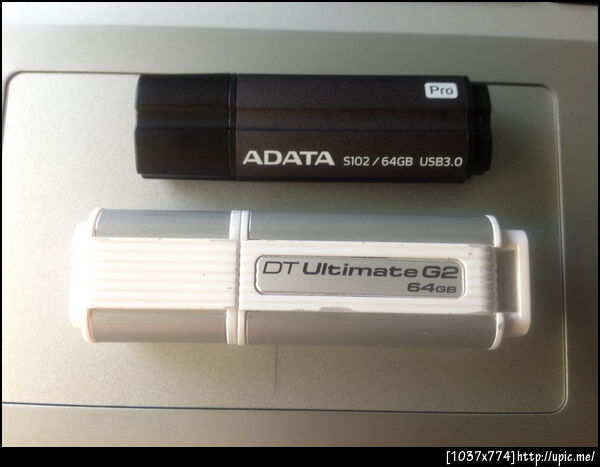 Pro
ADATA S102 / 64GB USB3.0
DT Ultimate G2
64GB
[1037x774]http://upic.me/